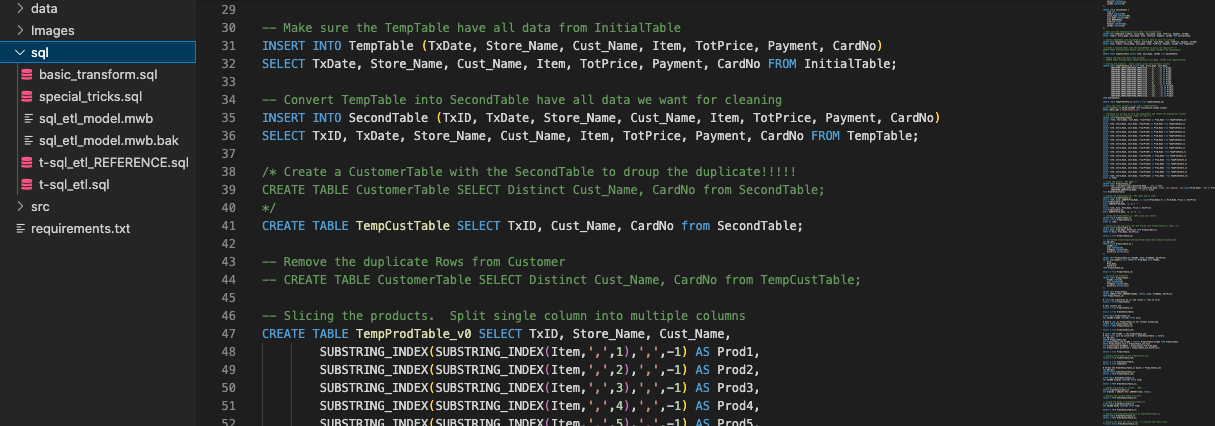 data
Images
sql
basic_transform.sql
special_tricks.sql
sql_etl_model.mwb
sql_etl_model.mwb.bak
t-sql_etl_REFERENCE.sql
t-sql_etl.sql
src
requirements.txt
29
30 -- Make sure the TempTable have all data from InitialTable
31 INSERT INTO TempTable (TxDate, Store_Name, Cust_Name, Item, TotPrice, Payment, CardNo)
32 SELECT TxDate, Store_Name, Cust_Name, Item, TotPrice, Payment, CardNo FROM InitialTable;
33
34 -- Convert TempTable into SecondTable have all data we want for cleaning
35 INSERT INTO SecondTable (TxID, TxDate, Store_Name, Cust_Name, Item, TotPrice, Payment, CardNo)
36 SELECT TxID, TxDate, Store_Name, Cust_Name, Item, TotPrice, Payment, CardNo FROM TempTable;
37
38 /* Create a CustomerTable with the SecondTable to droup the duplicate!!!!!
39 CREATE TABLE CustomerTable SELECT Distinct Cust_Name, CardNo from SecondTable;
40 */
41 CREATE TABLE TempCustTable SELECT TxID, Cust_Name, CardNo from SecondTable;
42
43 -- Remove the duplicate Rows from Customer
44 -- CREATE TABLE CustomerTable SELECT Distinct Cust_Name, CardNo from TempCustTable;
45
46 -- Slicing the products.  Split single column into multiple columns
47 CREATE TABLE TempProdTable_v0 SELECT TxID, Store_Name, Cust_Name,
48 SUBSTRING_INDEX(SUBSTRING_INDEX(Item,',',1),',',-1) AS Prod1,
49 SUBSTRING_INDEX(SUBSTRING_INDEX(Item,',',2),',',-1) AS Prod2,
50 SUBSTRING_INDEX(SUBSTRING_INDEX(Item,',',3),',',-1) AS Prod3,
51 SUBSTRING_INDEX(SUBSTRING_INDEX(Item,',',4),',',-1) AS Prod4,
52 SUBSTRING_INDEX(SUBSTRING_INDEX(Item,',',5),',',-1) AS Prod5,